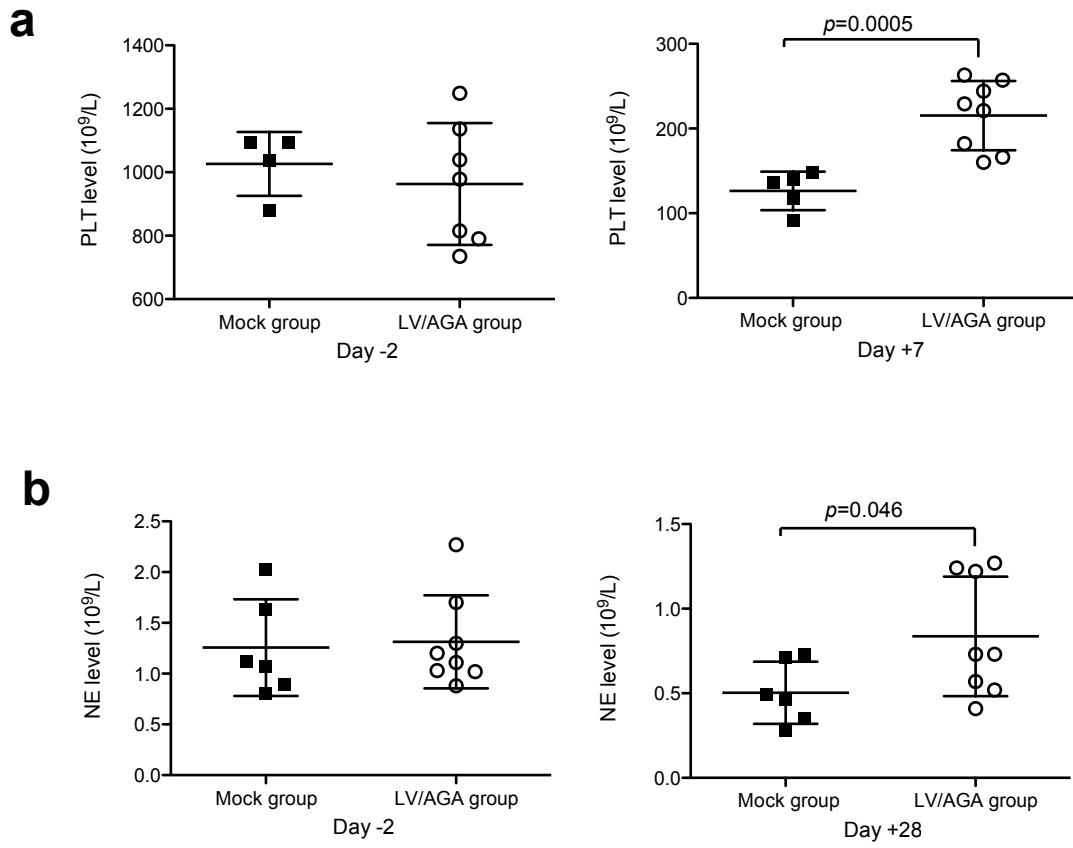 a
PLT level (10⁹/L)
1400
1200
1000
800
600
Mock group LV/AGA group
Day -2
p=0.0005
PLT level (10⁹/L)
300
200
100
0
Mock group LV/AGA group
Day +7
b
NE level (10⁹/L)
2.5
2.0
1.5
1.0
0.5
0.0
Mock group LV/AGA group
Day -2
p=0.046
NE level (10⁹/L)
1.5
1.0
0.5
0.0
Mock group LV/AGA group
Day +28